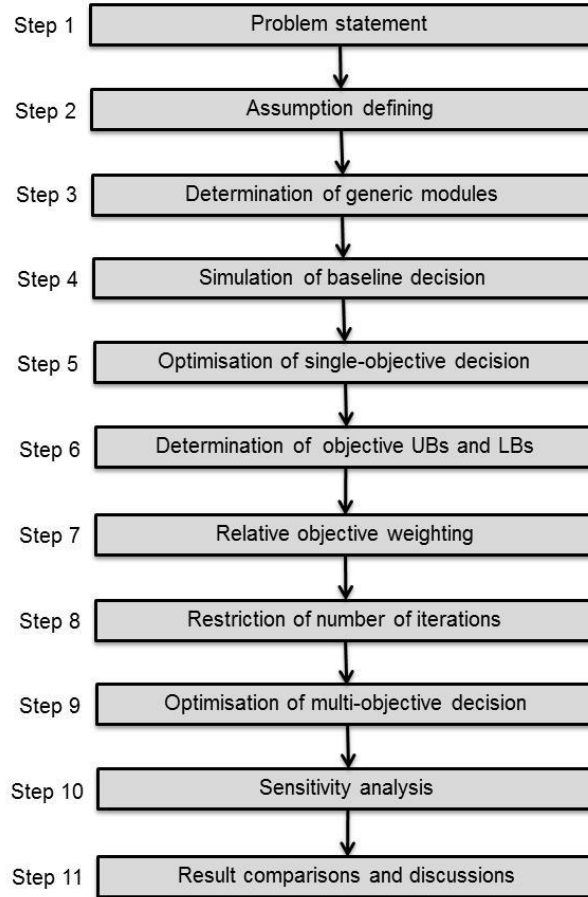 Step 1 Problem statement
Step 2 Assumption defining
Step 3 Determination of generic modules
Step 4 Simulation of baseline decision
Step 5 Optimisation of single-objective decision
Step 6 Determination of objective UBs and LBs
Step 7 Relative objective weighting
Step 8 Restriction of number of iterations
Step 9 Optimisation of multi-objective decision
Step 10 Sensitivity analysis
Step 11 Result comparisons and discussions